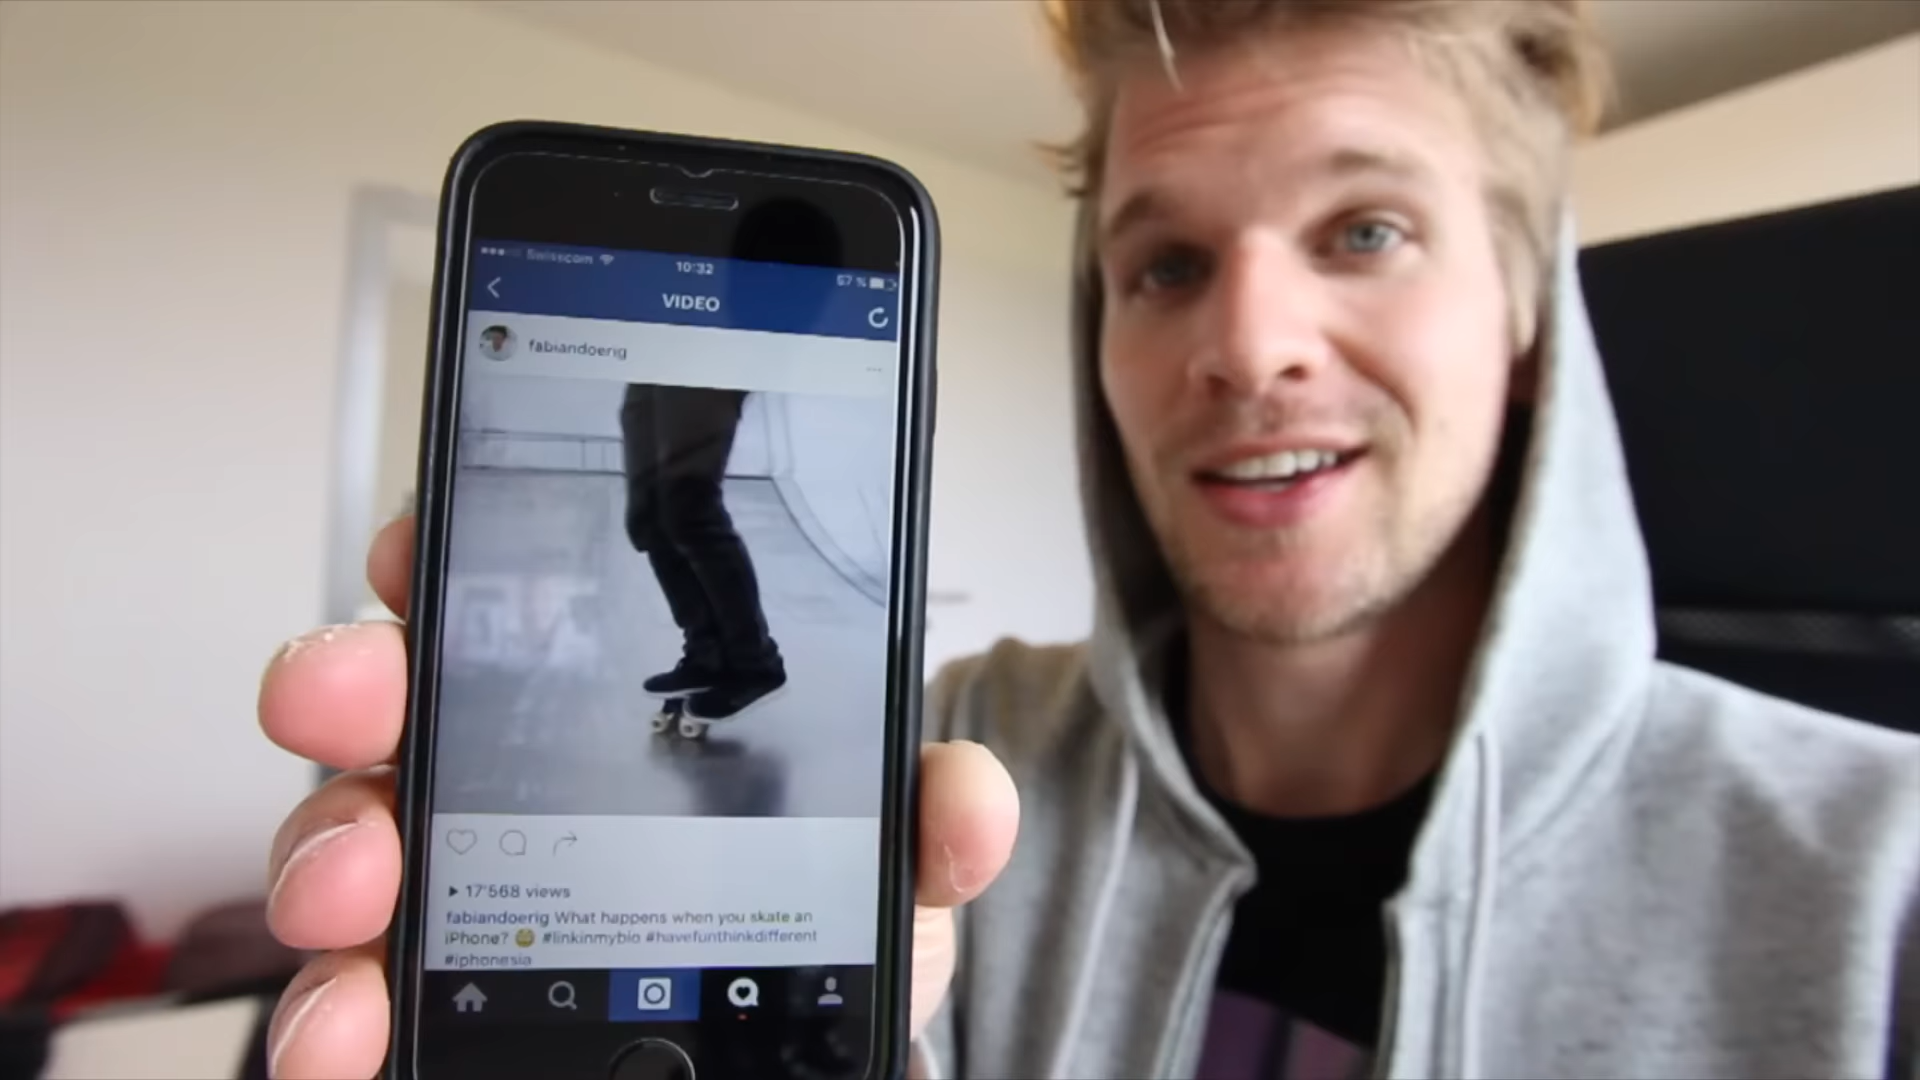 Swisscom
10:32
67 %
VIDEO
fabiandoerig
17'568 views
fabiandoerig What happens when you skate an
iPhone? 😄 #linkinmybio #havefunthinkdifferent
#iphonesia